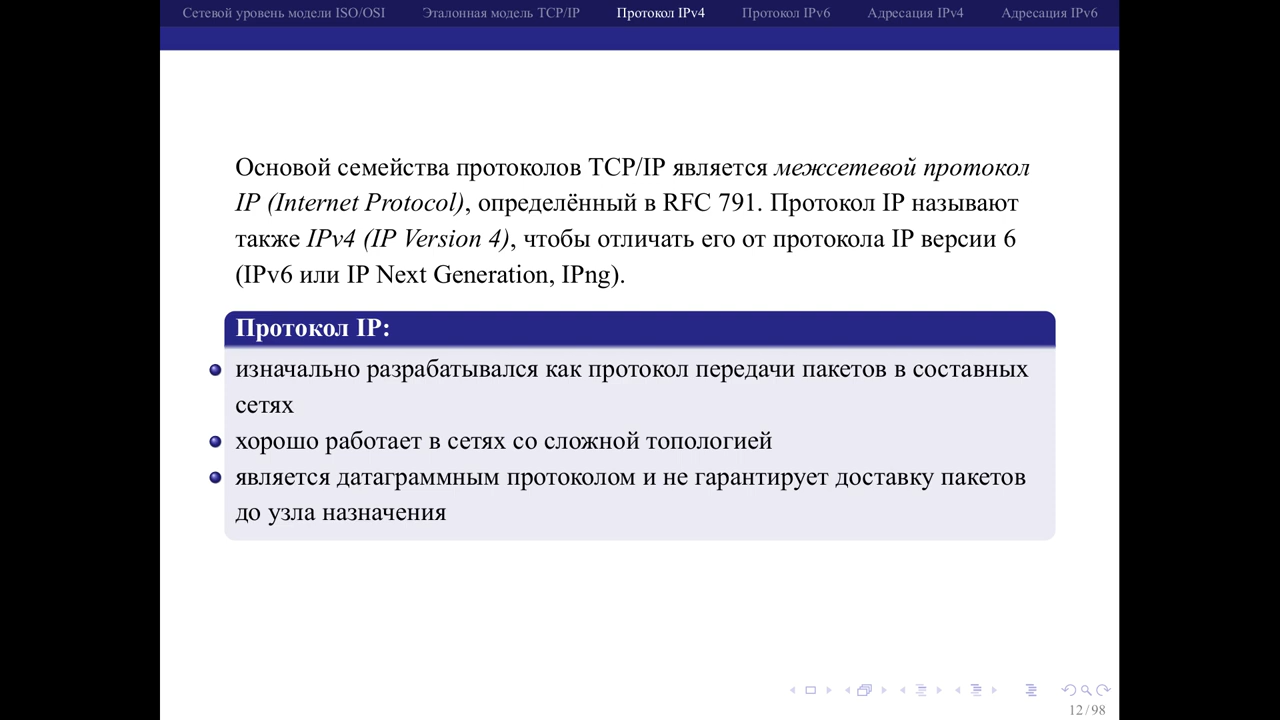 Сетевой уровень модели ISO/OSI Эталонная модель TCP/IP Протокол IPv4 Протокол IPv6 Адресация IPv4 Адресация IPv6
Основой семейства протоколов TCP/IP является межсетевой протокол
IP (Internet Protocol), определённый в RFC 791. Протокол IP называют
также IPv4 (IP Version 4), чтобы отличать его от протокола IP версии 6
(IPv6 или IP Next Generation, IPng).
Протокол IP:
изначально разрабатывался как протокол передачи пакетов в составных
сетях
хорошо работает в сетях со сложной топологией
является датаграммным протоколом и не гарантирует доставку пакетов
до узла назначения
12 / 98